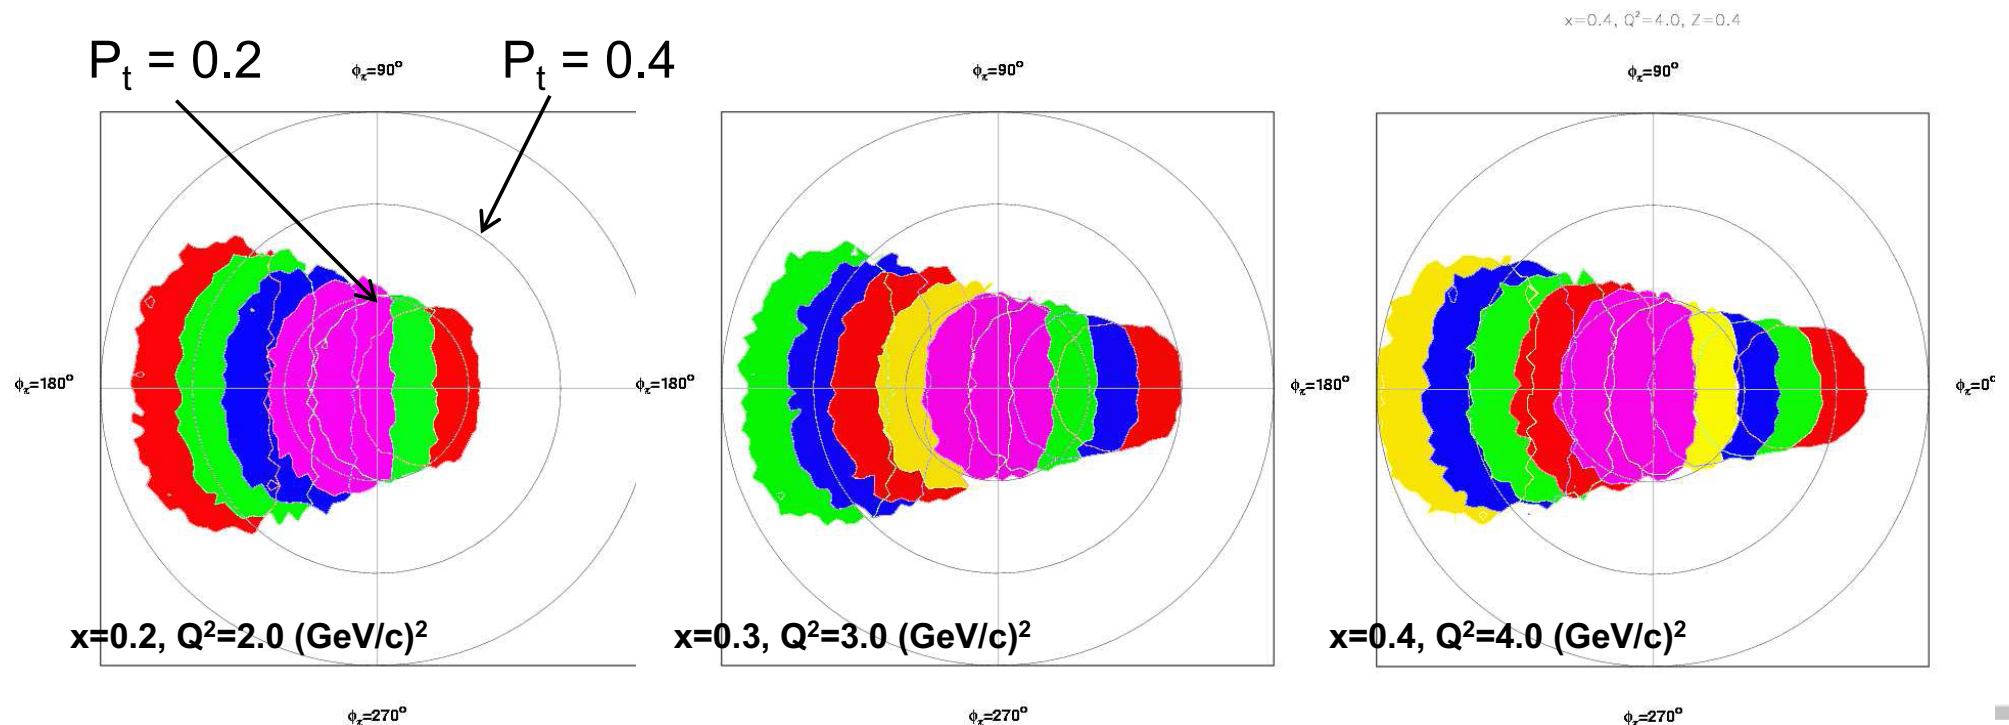 x=0.4, Q²=4.0, Z=0.4
Pt = 0.2
Pt = 0.4
ϕπ=90°
ϕπ=90°
ϕπ=90°
ϕπ=180°
ϕπ=180°
ϕπ=180°
ϕπ=0°
x=0.2, Q²=2.0 (GeV/c)²
x=0.3, Q²=3.0 (GeV/c)²
x=0.4, Q²=4.0 (GeV/c)²
ϕπ=270°
ϕπ=270°
ϕπ=270°